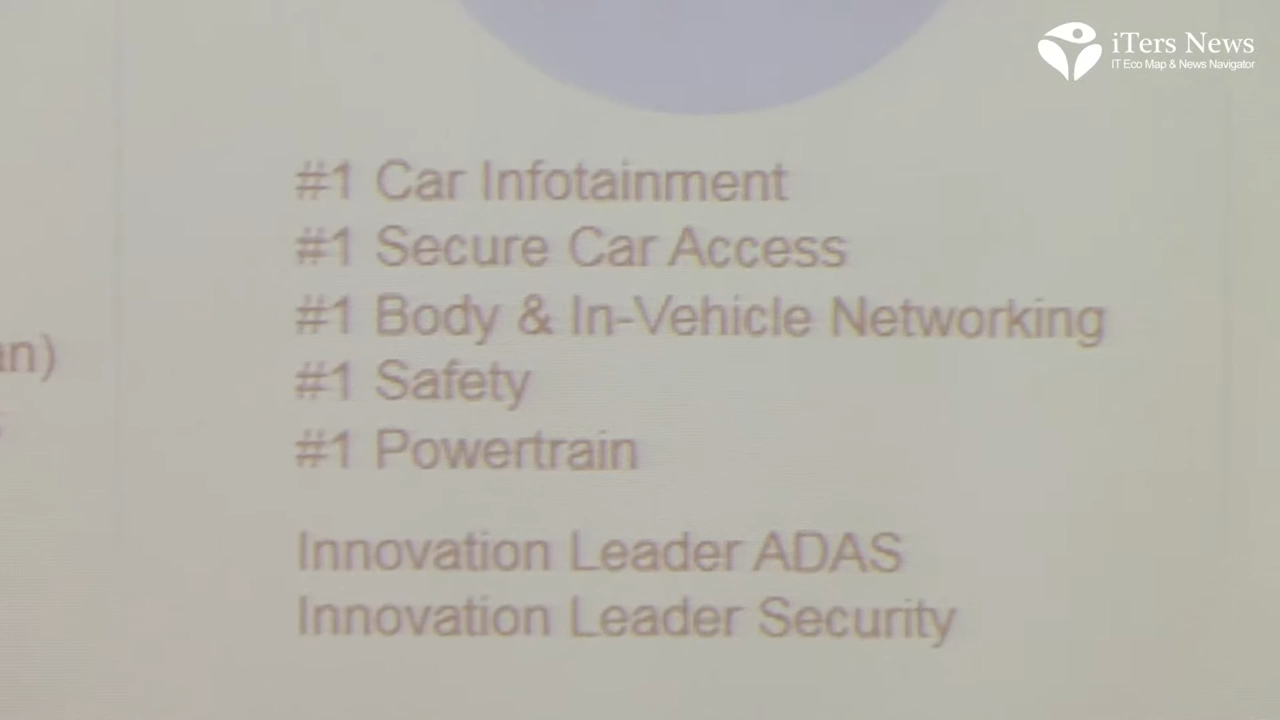 iTers News
IT Eco Map & News Navigator
#1 Car Infotainment
#1 Secure Car Access
#1 Body & In-Vehicle Networking
an)
#1 Safety
#1 Powertrain
Innovation Leader ADAS
Innovation Leader Security